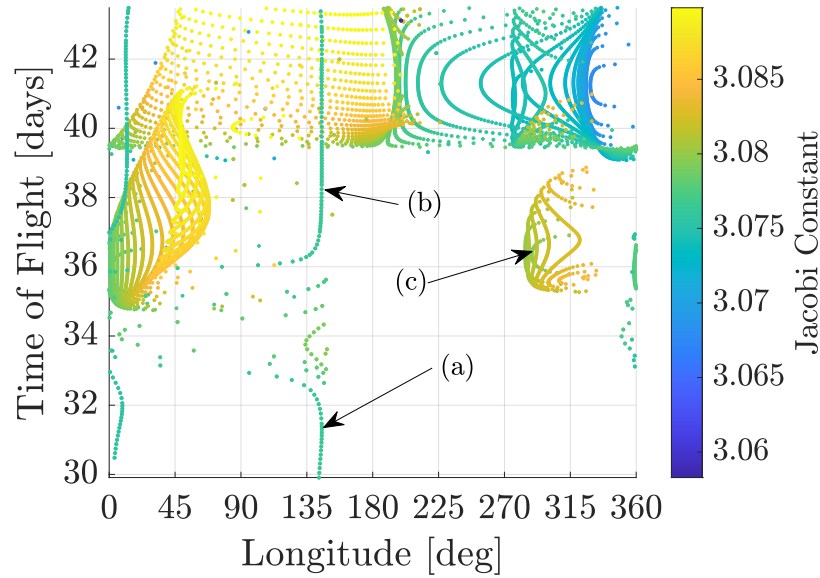 42
40
38
36
34
32
30
Time of Flight [days]
(b)
(c)
(a)
0 45 90 135 180 225 270 315 360
Longitude [deg]
3.085
3.08
3.075
3.07
3.065
3.06
Jacobi Constant